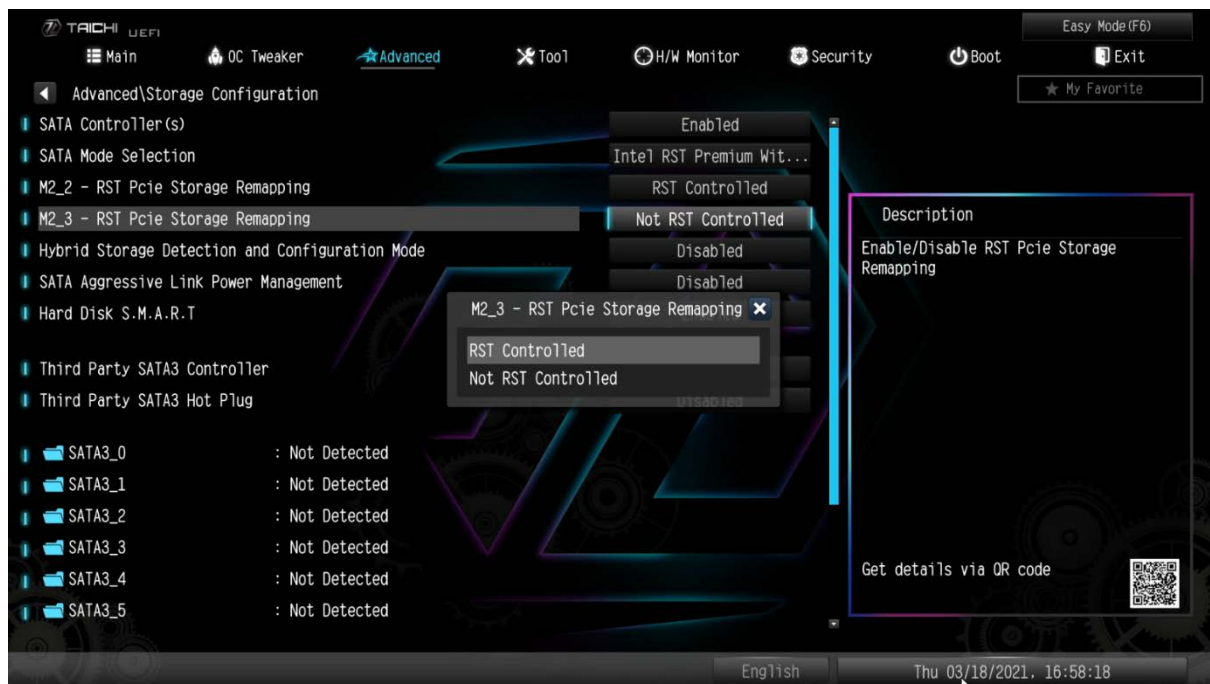 TAICHI UEFI
Easy Mode(F6)
Main OC Tweaker Advanced Tool H/W Monitor Security Boot Exit
Advanced\Storage Configuration
My Favorite
SATA Controller(s) Enabled
SATA Mode Selection Intel RST Premium Wit...
M2_2 - RST Pcie Storage Remapping RST Controlled
M2_3 - RST Pcie Storage Remapping Not RST Controlled
Hybrid Storage Detection and Configuration Mode Disabled
SATA Aggressive Link Power Management Disabled
Hard Disk S.M.A.R.T
Third Party SATA3 Controller
Third Party SATA3 Hot Plug Disabled
M2_3 - RST Pcie Storage Remapping
RST Controlled
Not RST Controlled
SATA3_0 : Not Detected
SATA3_1 : Not Detected
SATA3_2 : Not Detected
SATA3_3 : Not Detected
SATA3_4 : Not Detected
SATA3_5 : Not Detected
Description
Enable/Disable RST Pcie Storage
Remapping
Get details via QR code
English
Thu 03/18/2021, 16:58:18